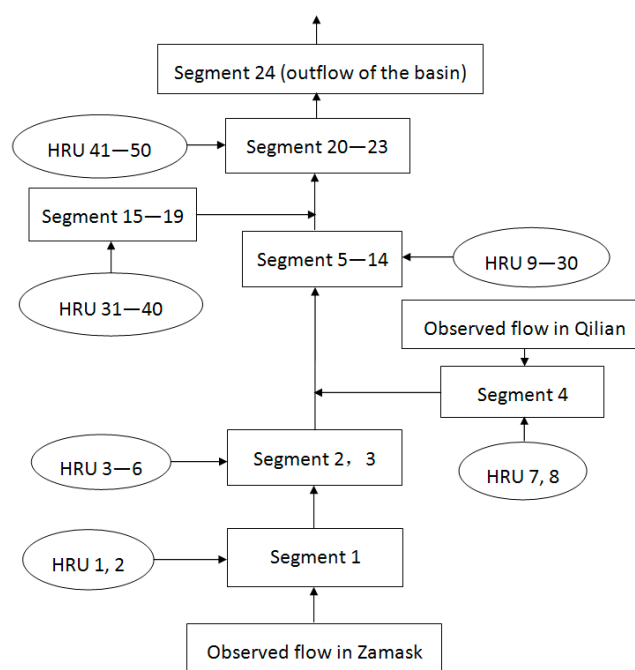 Segment 24 (outflow of the basin)
HRU 41—50
Segment 20—23
Segment 15—19
Segment 5—14
HRU 9—30
HRU 31—40
Observed flow in Qilian
Segment 4
HRU 3—6
Segment 2，3
HRU 7, 8
HRU 1, 2
Segment 1
Observed flow in Zamask